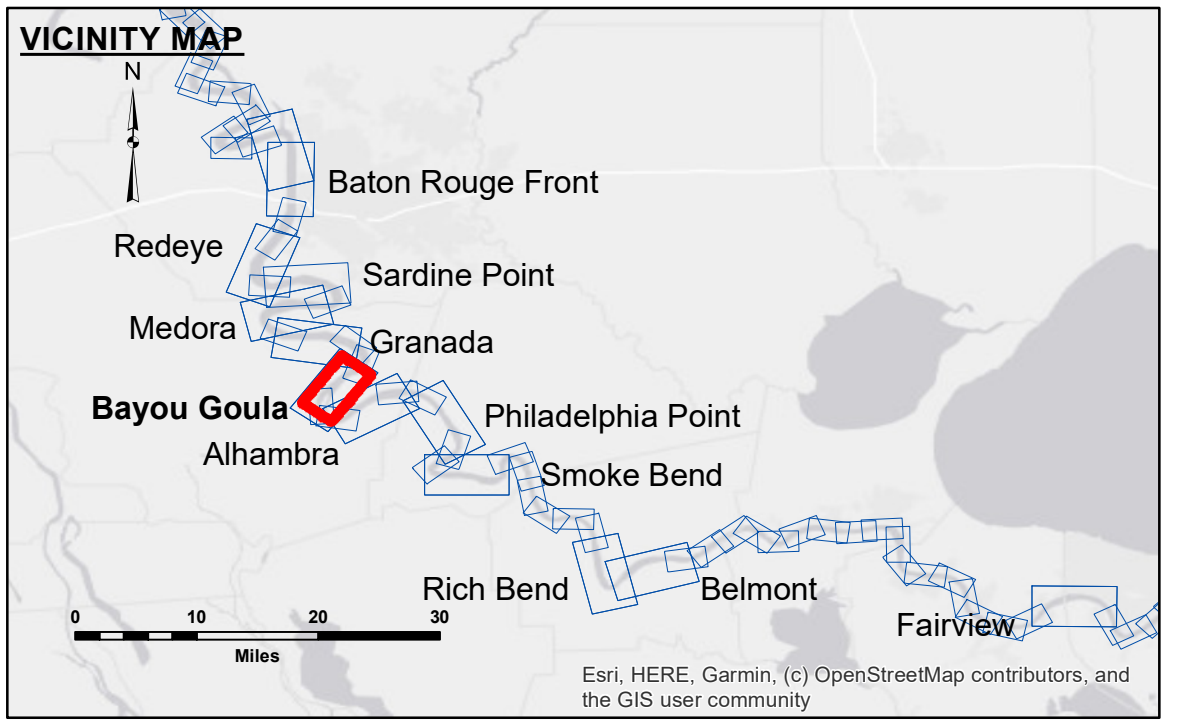 VICINITY MAP
N
Baton Rouge Front
Redeye
Sardine Point
Medora
Granada
Bayou Goula
Philadelphia Point
Alhambra
Smoke Bend
Rich Bend
Belmont
Fairview
0 10 20 30
Miles
Esri, HERE, Garmin, (c) OpenStreetMap contributors, and
the GIS user community